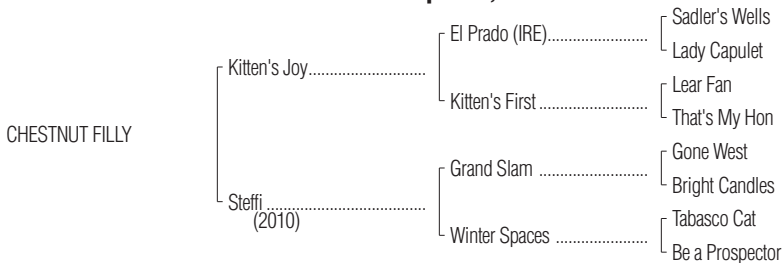 Sadler's Wells
El Prado (IRE)....................
Lady Capulet
Kitten's Joy.......................
Lear Fan
Kitten's First ......................
That's My Hon
CHESTNUT FILLY
Gone West
Grand Slam ......................
Bright Candles
Steffi ................................
(2010)
Tabasco Cat
Winter Spaces ..................
Be a Prospector